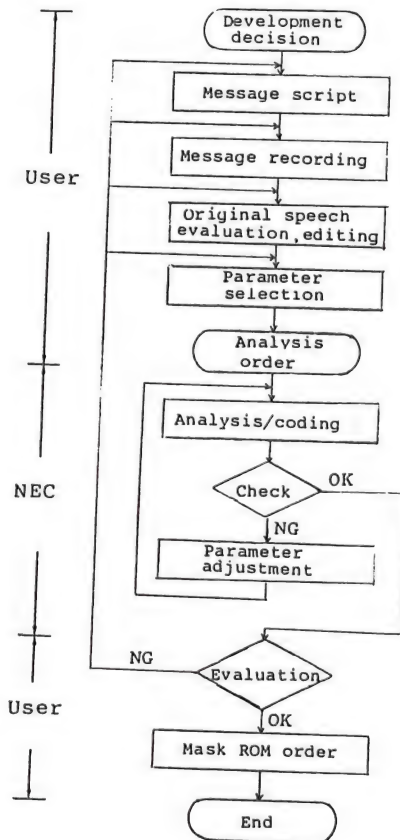 Development
decision
Message script
Message recording
User
Original speech
evaluation,editing
Parameter
selection
Analysis
order
Analysis/coding
OK
NEC
Check
NG
Parameter
adjustment
NG
Evaluation
User
OK
Mask ROM order
End